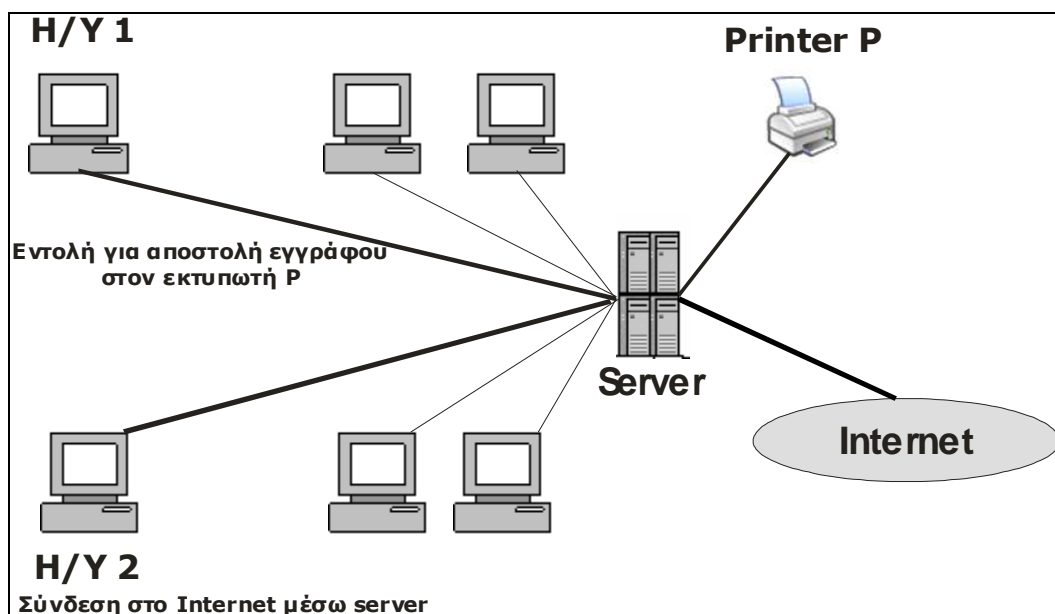 Η/Υ 1
Printer P
Εντολή για αποστολή εγγράφου
στον εκτυπωτή P
Server
Internet
Η/Υ 2
Σύνδεση στο Internet μέσω server